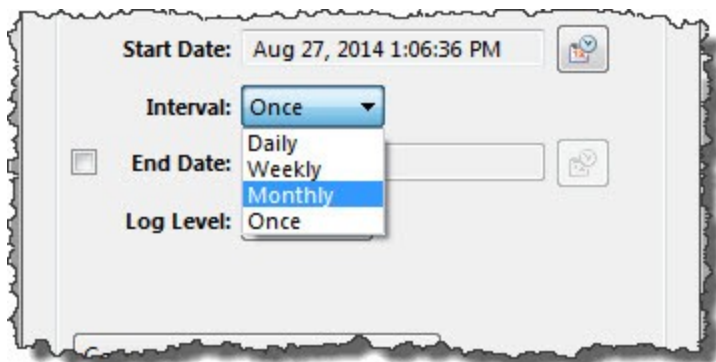 Start Date: Aug 27, 2014 1:06:36 PM
Interval: Once
Daily
End Date:
Weekly
Monthly
Log Level: Once